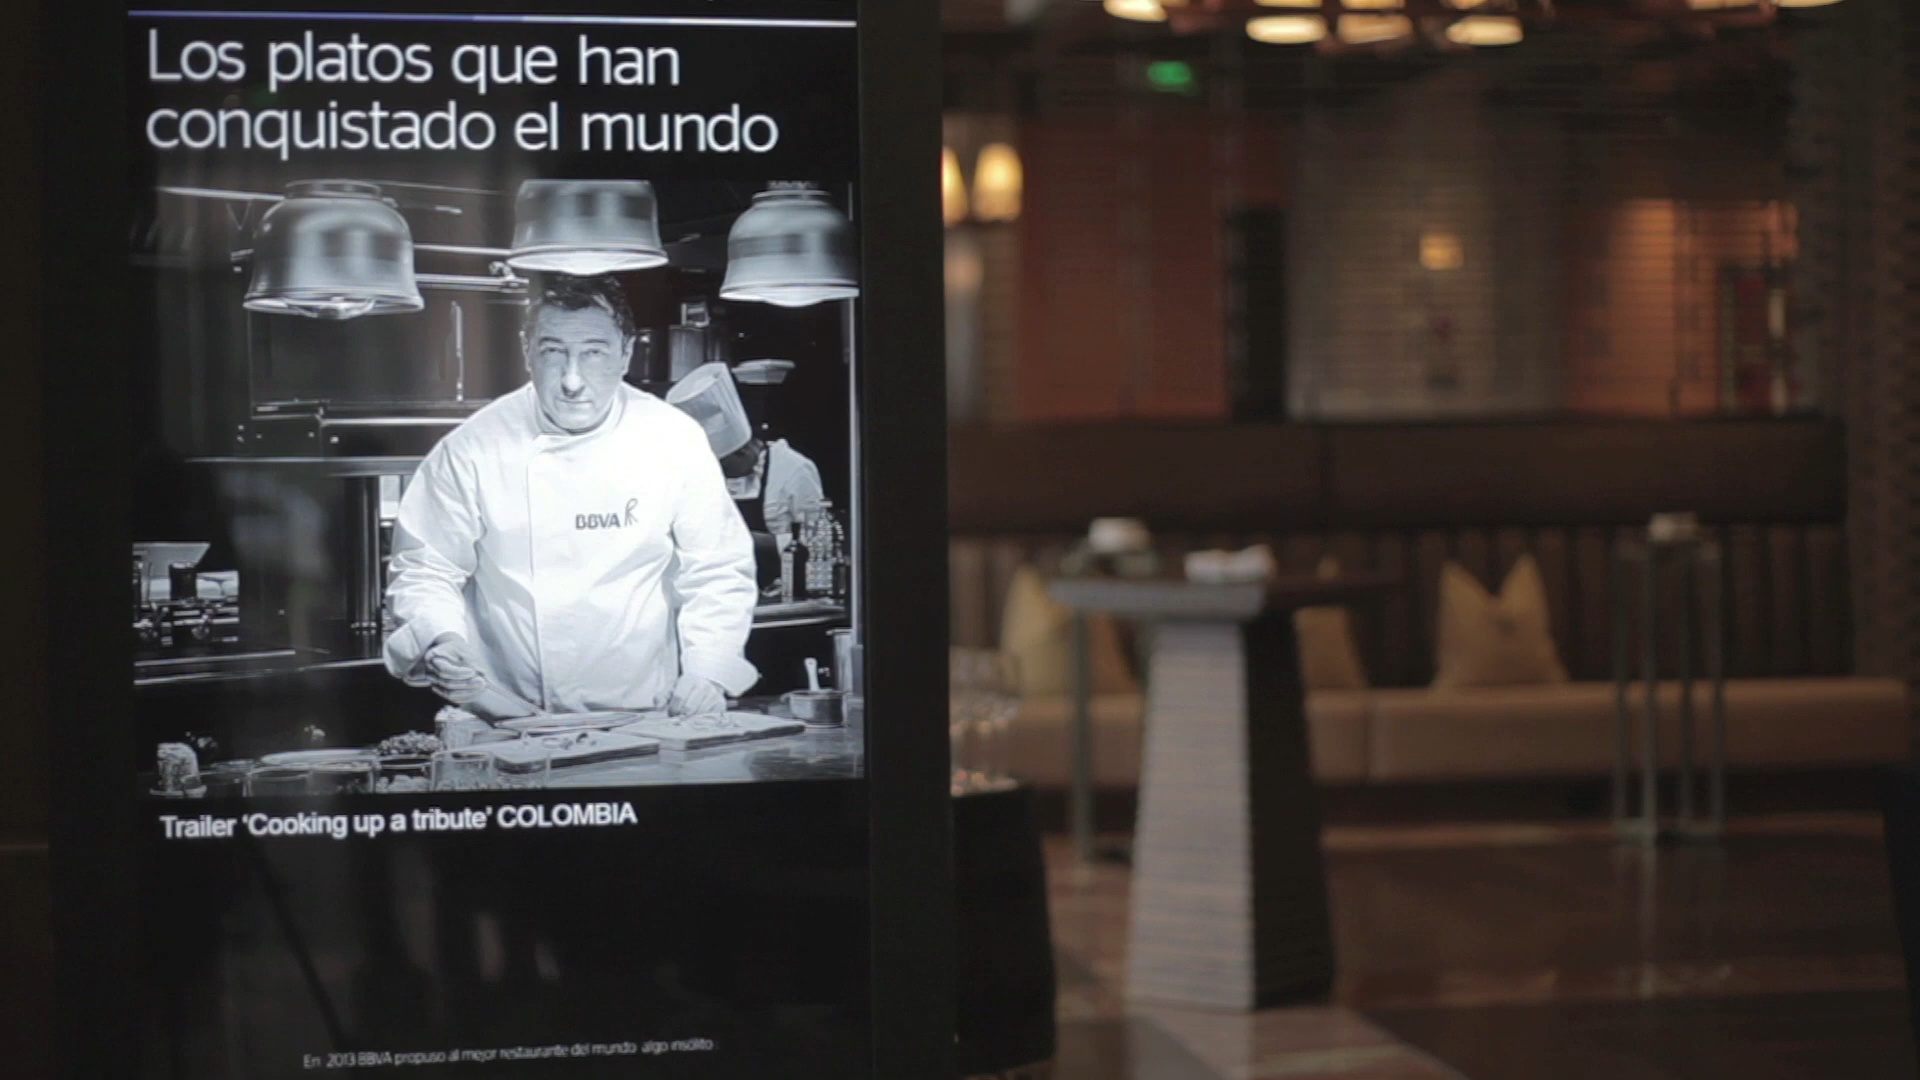 Los platos que han
conquistado el mundo
BBVA R
Trailer ‘Cooking up a tribute’ COLOMBIA
En 2013 BBVA propuso al mejor restaurante del mundo algo insólito :